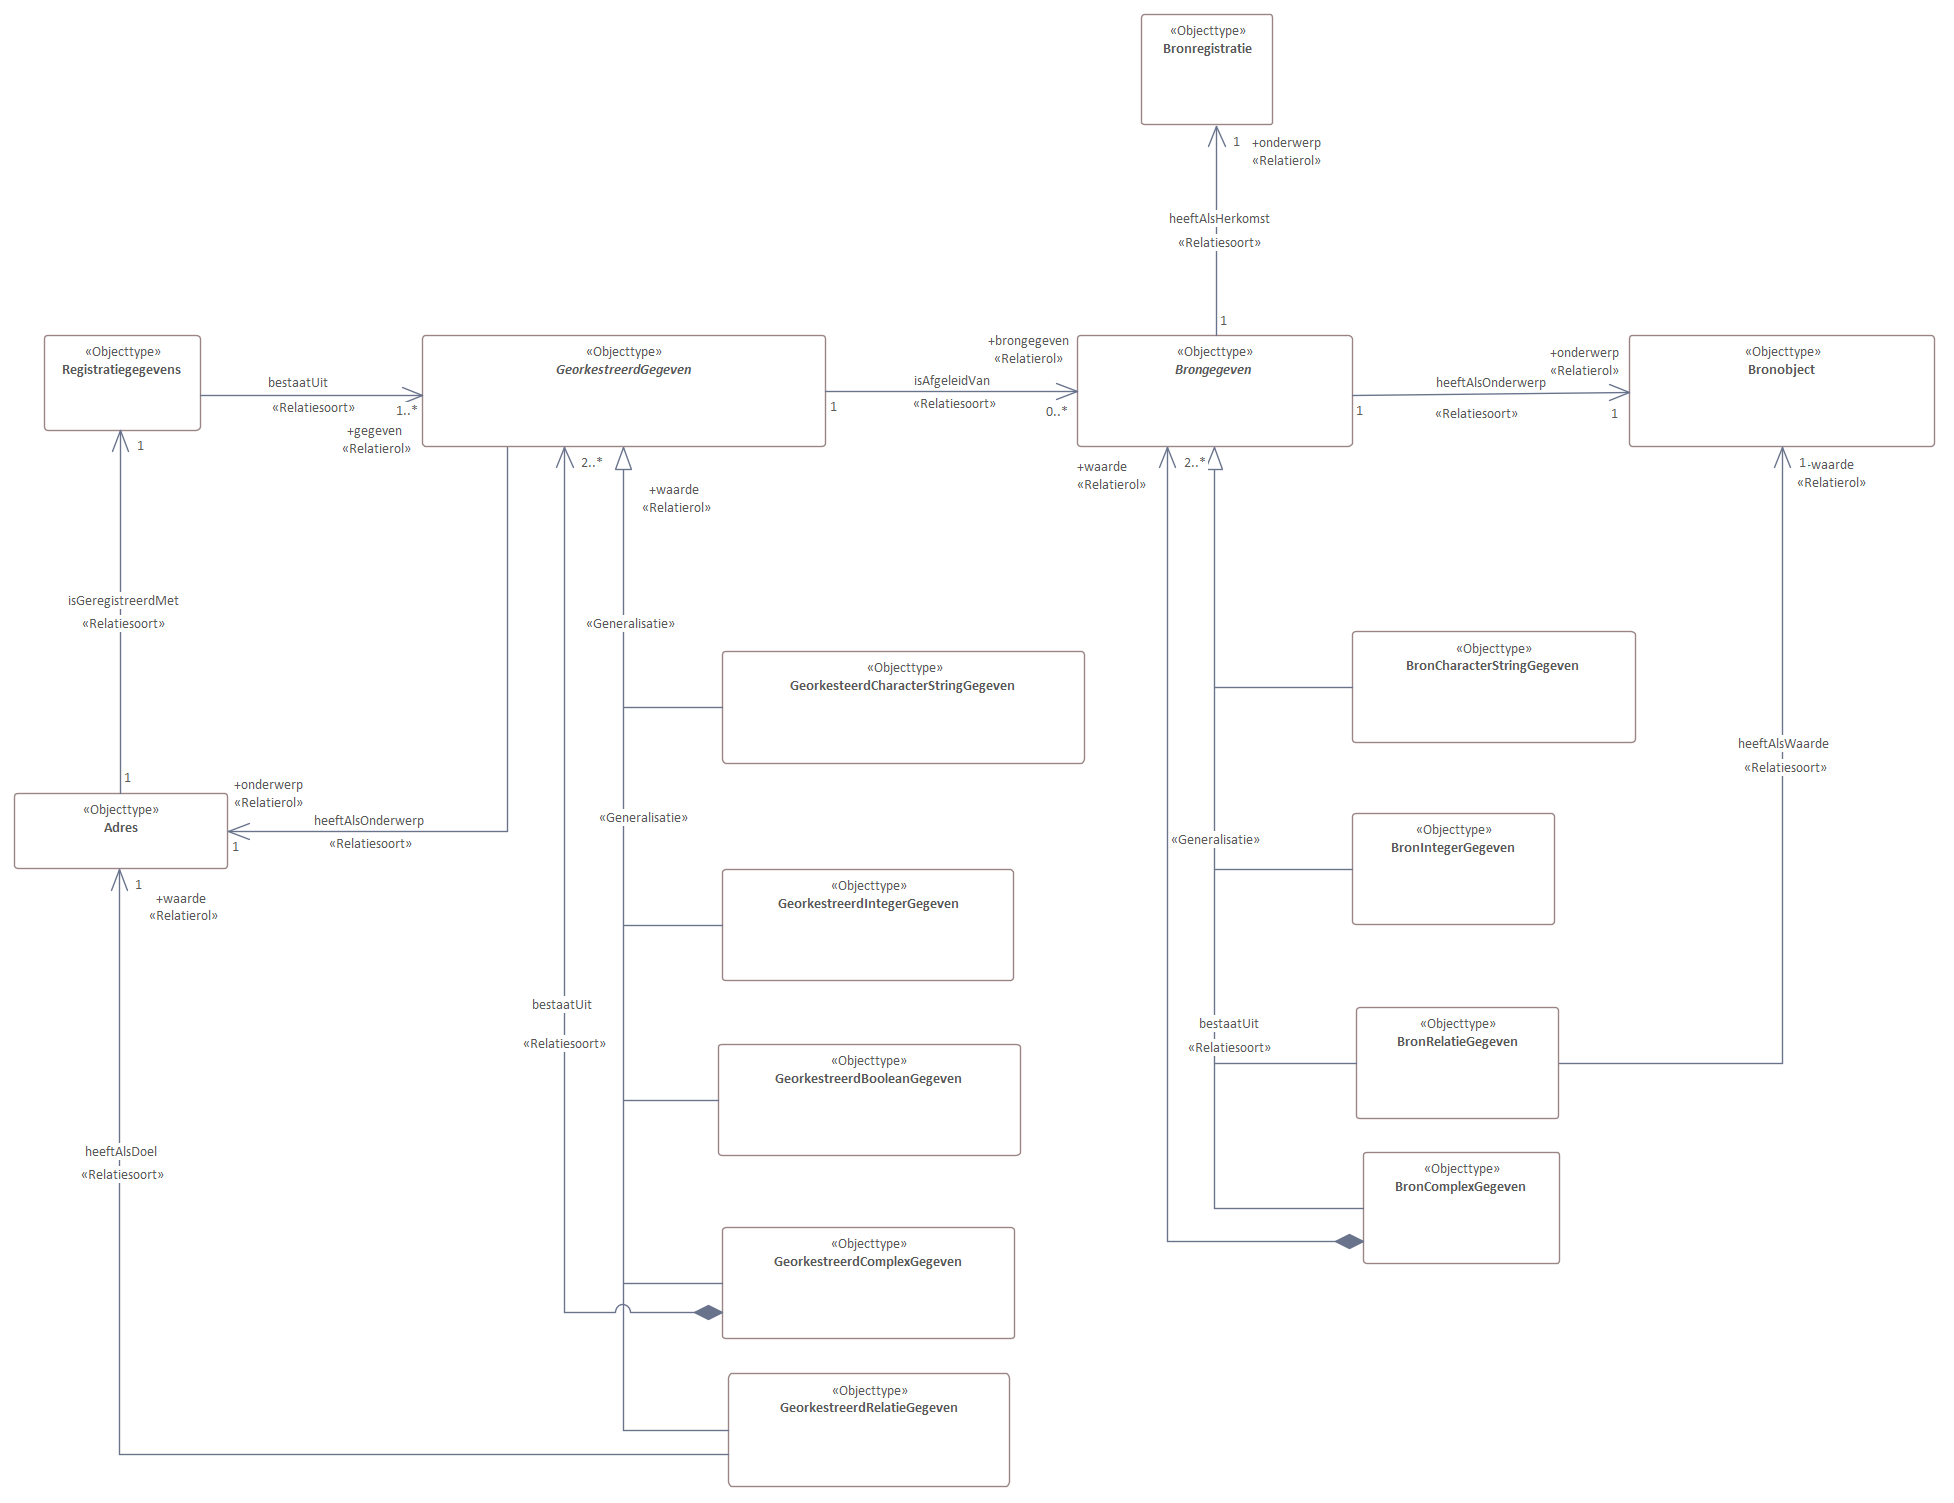 «Objecttype»
Bronregistratie
1
+onderwerp
«Relatierol»
heeftAlsHerkomst
«Relatiesoort»
1
«Objecttype»
Registratiegegevens
bestaatUit
«Relatiesoort»
1..*
+gegeven
«Relatierol»
«Objecttype»
GeorkestreerdGegeven
1
isAfgeleidVan
«Relatiesoort»
+brongegeven
«Relatierol»
0..*
«Objecttype»
Brongegeven
1
heeftAlsOnderwerp
«Relatiesoort»
+onderwerp
«Relatierol»
1
«Objecttype»
Bronobject
1
2..*
+waarde
«Relatierol»
+waarde
«Relatierol»
2..*
1
-waarde
«Relatierol»
isGeregistreerdMet
«Relatiesoort»
«Generalisatie»
«Objecttype»
GeorkesteerdCharacterStringGegeven
«Objecttype»
BronCharacterStringGegeven
heeftAlsWaarde
«Relatiesoort»
1
«Objecttype»
Adres
+onderwerp
«Relatierol»
1
heeftAlsOnderwerp
«Relatiesoort»
«Generalisatie»
«Generalisatie»
«Objecttype»
BronIntegerGegeven
1
+waarde
«Relatierol»
«Objecttype»
GeorkestreerdIntegerGegeven
bestaatUit
«Relatiesoort»
bestaatUit
«Relatiesoort»
«Objecttype»
BronRelatieGegeven
«Objecttype»
GeorkestreerdBooleanGegeven
heeftAlsDoel
«Relatiesoort»
«Objecttype»
BronComplexGegeven
«Objecttype»
GeorkestreerdComplexGegeven
«Objecttype»
GeorkestreerdRelatieGegeven